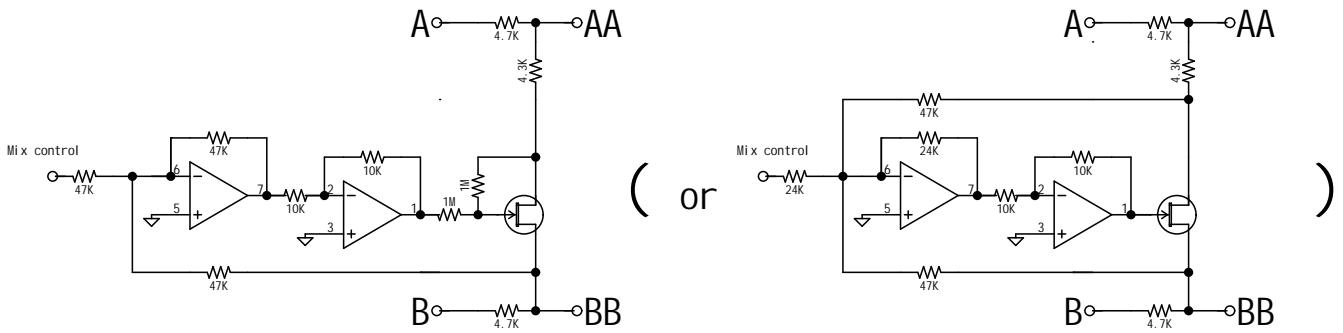 A 4.7K AA
4.3K
47K
10K
Mix control
47K
6
7
5
10K
2
1
3
1M
1M
47K
B 4.7K BB
( or )
A 4.7K AA
4.3K
47K
24K
10K
Mix control
24K
6
7
5
10K
2
1
3
47K
B 4.7K BB